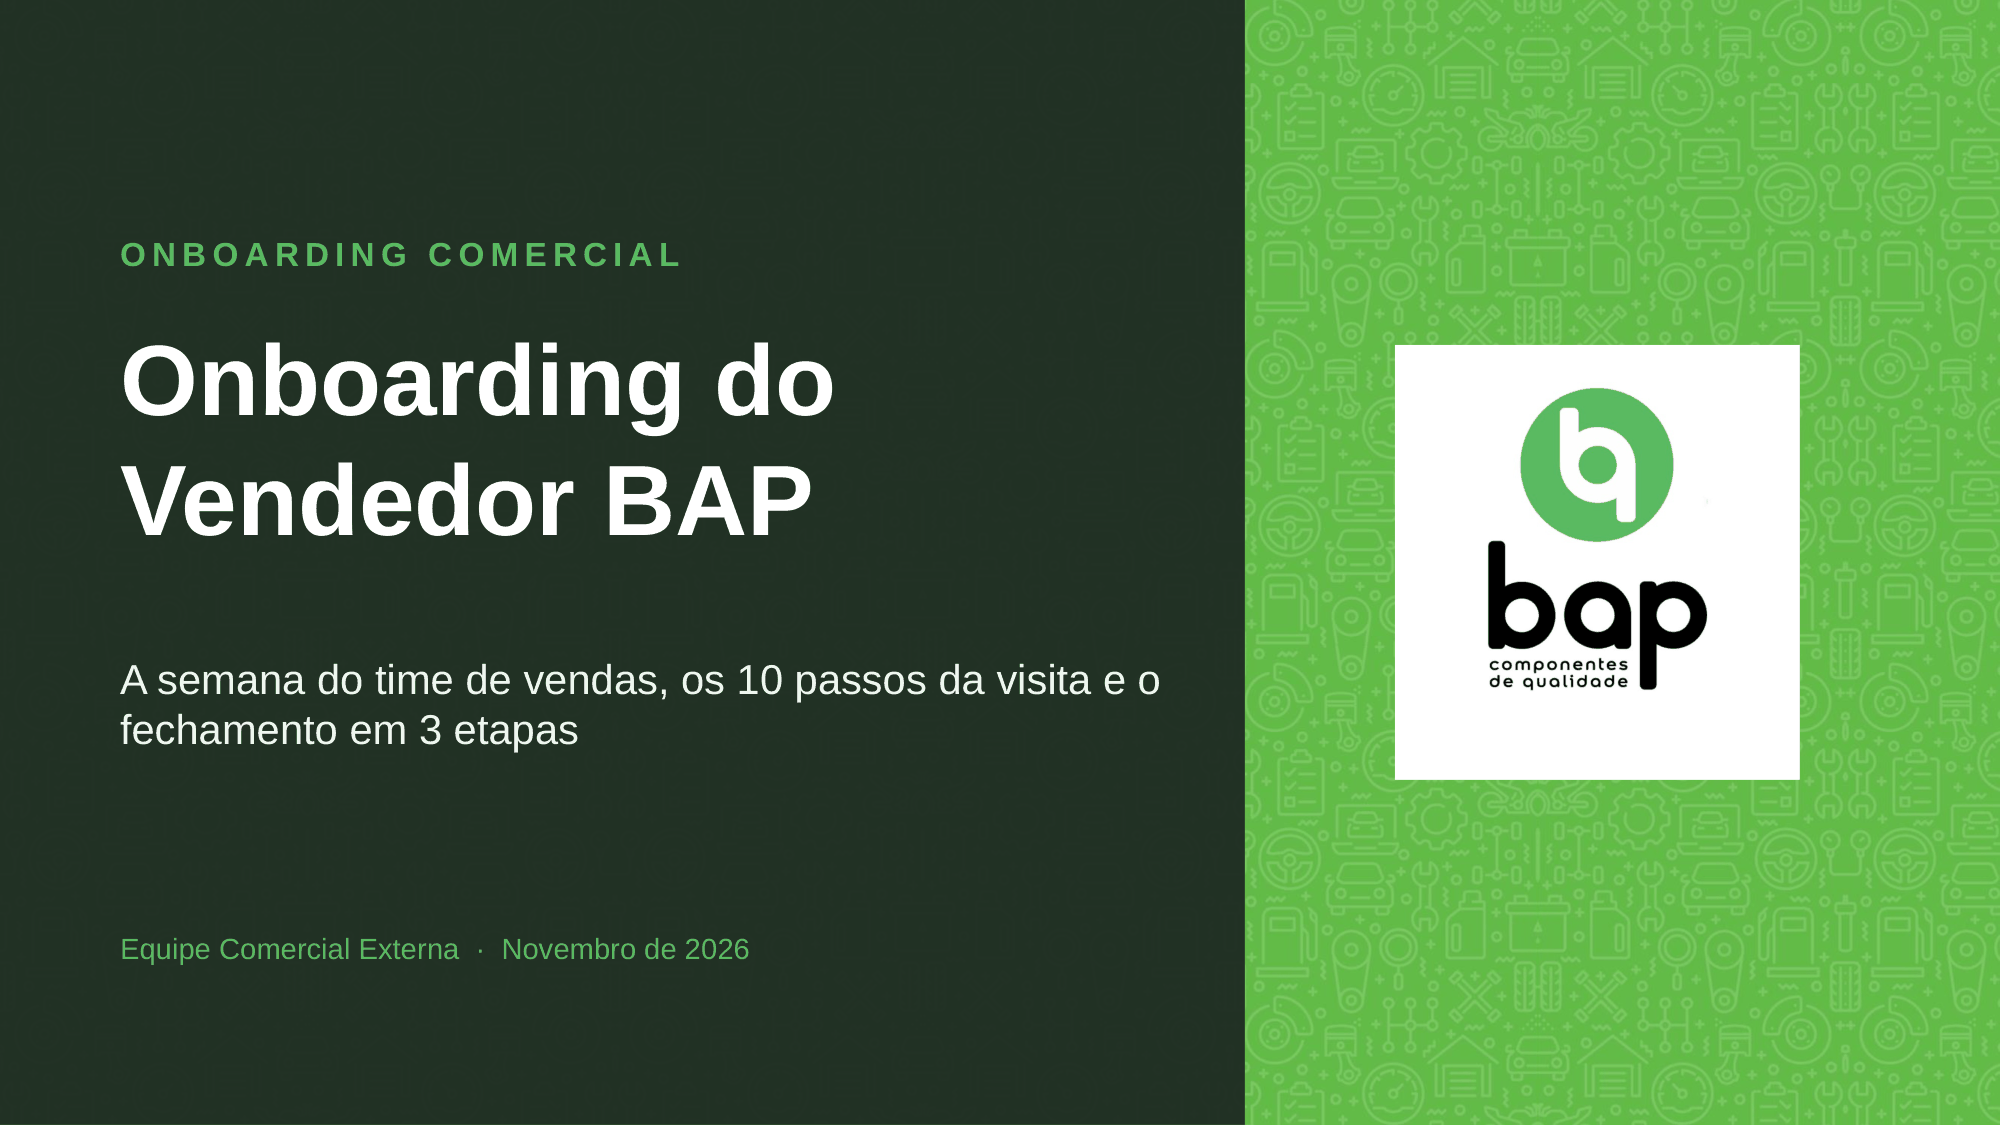 ONBOARDING COMERCIAL
Onboarding do
Vendedor BAP
A semana do time de vendas, os 10 passos da visita e o
fechamento em 3 etapas
Equipe Comercial Externa · Novembro de 2026
bap
componentes
de qualidade